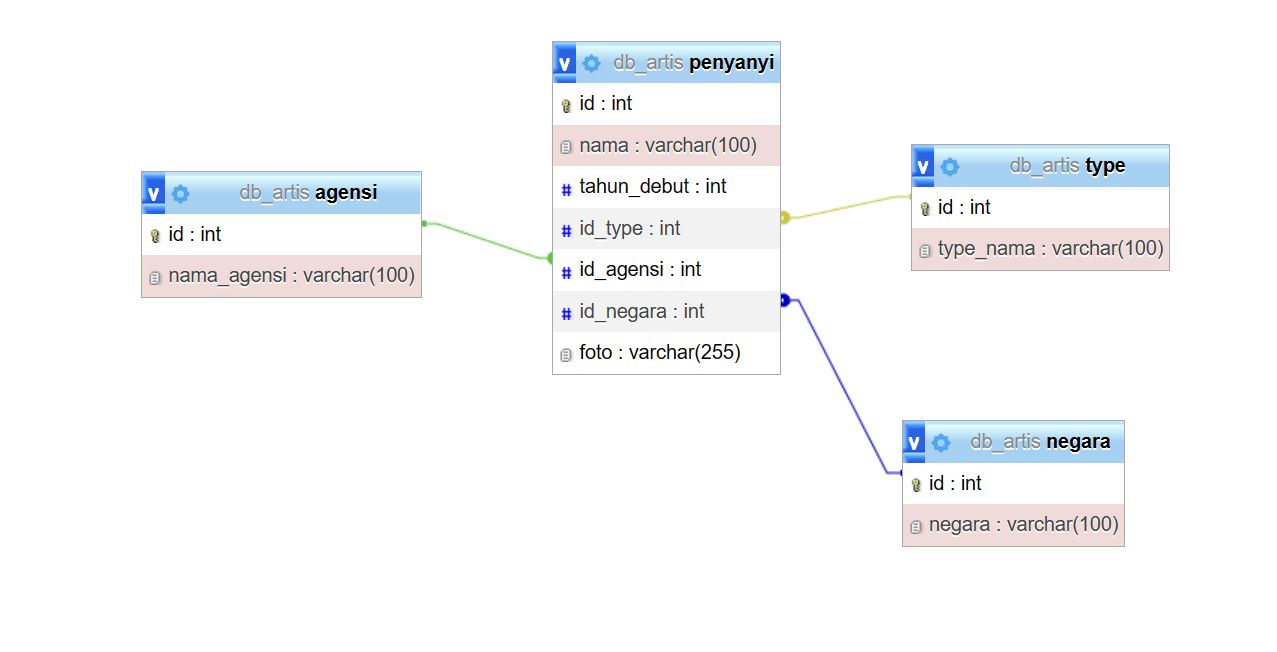 db_artis penyanyi
id : int
nama : varchar(100)
tahun_debut : int
id_type : int
id_agensi : int
id_negara : int
foto : varchar(255)
db_artis agensi
id : int
nama_agensi : varchar(100)
db_artis type
id : int
type_nama : varchar(100)
db_artis negara
id : int
negara : varchar(100)